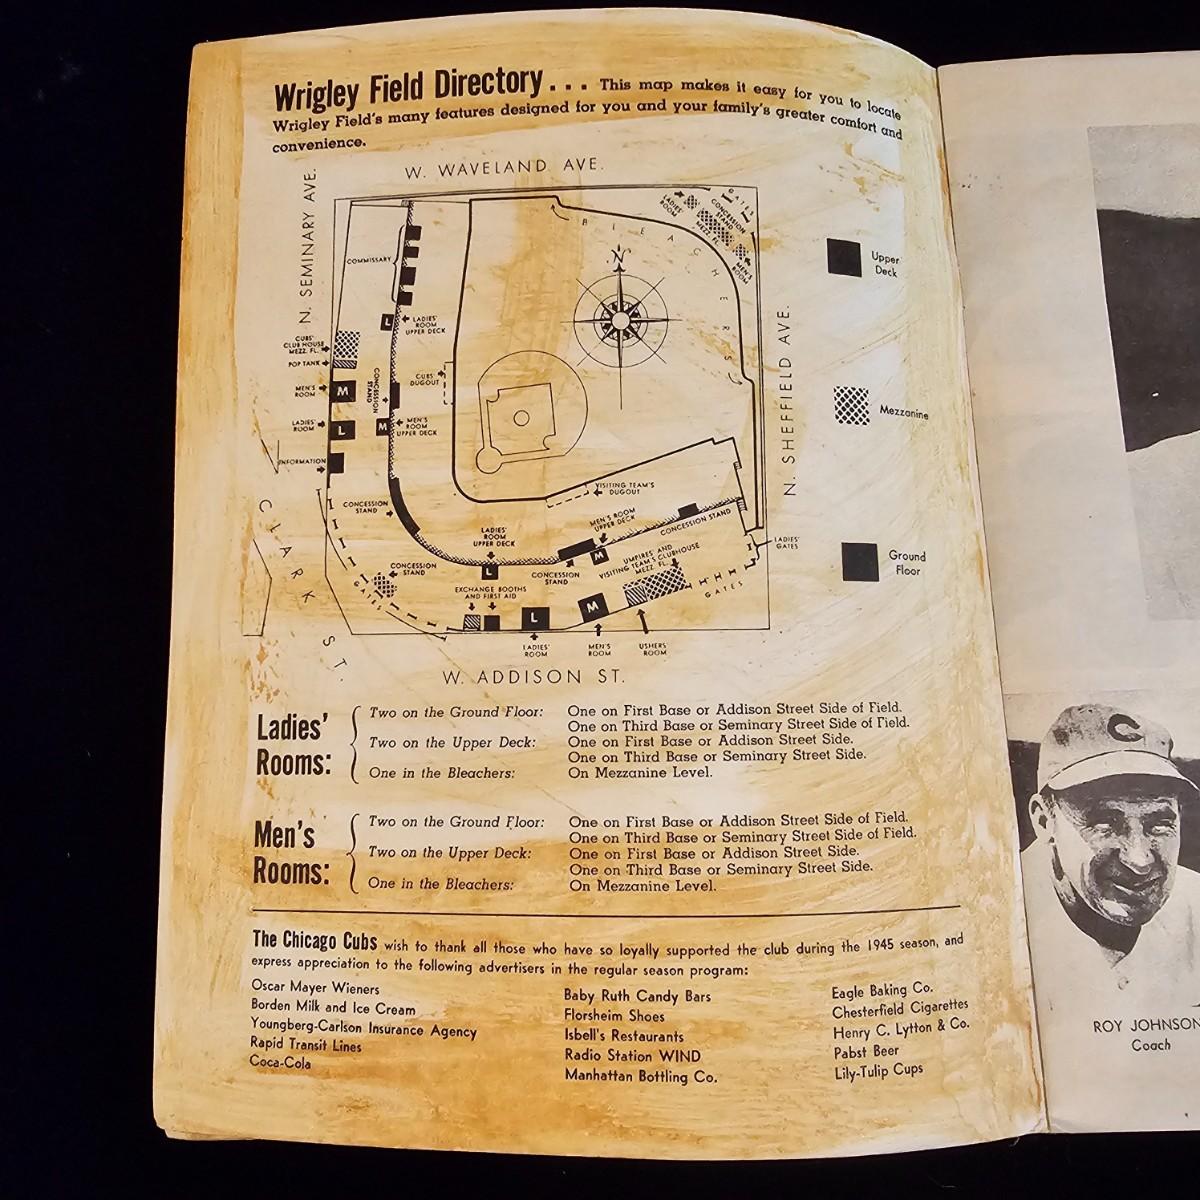 Wrigley Field Directory . . . This map makes it easy for you to locate
Wrigley Field's many features designed for you and your family's greater comfort and
convenience.
W. WAVELAND AVE.
N. SEMINARY AVE.
N. SHEFFIELD AVE.
CLARK ST.
W. ADDISON ST.
GATES
LADIES' ROOM
CONCESSION STAND MEZZ. FL.
MEN'S ROOM
BLEACHERS
N
COMMISSARY
L
LADIES' ROOM UPPER DECK
CUBS' CLUB HOUSE MEZZ. FL.
POP TANK
MEN'S ROOM
M
CONCESSION STAND
CUBS' DUGOUT
LADIES' ROOM
L
M
MEN'S ROOM UPPER DECK
INFORMATION
CONCESSION STAND
VISITING TEAM'S DUGOUT
LADIES' ROOM UPPER DECK
L
MEN'S ROOM UPPER DECK
M
CONCESSION STAND
LADIES' GATES
UMPIRES' AND VISITING TEAM'S CLUBHOUSE MEZZ. FL.
CONCESSION STAND
CONCESSION STAND
GATES
EXCHANGE BOOTHS AND FIRST AID
GATES
L
M
LADIES' ROOM
MEN'S ROOM
USHERS' ROOM
Upper
Deck
Mezzanine
Ground
Floor
Ladies' Rooms:
Two on the Ground Floor: One on First Base or Addison Street Side of Field.
One on Third Base or Seminary Street Side of Field.
Two on the Upper Deck: One on First Base or Addison Street Side.
One on Third Base or Seminary Street Side.
One in the Bleachers: On Mezzanine Level.
Men's Rooms:
Two on the Ground Floor: One on First Base or Addison Street Side of Field.
One on Third Base or Seminary Street Side of Field.
Two on the Upper Deck: One on First Base or Addison Street Side.
One on Third Base or Seminary Street Side.
One in the Bleachers: On Mezzanine Level.
The Chicago Cubs wish to thank all those who have so loyally supported the club during the 1945 season, and
express appreciation to the following advertisers in the regular season program:
Oscar Mayer Wieners
Borden Milk and Ice Cream
Youngberg-Carlson Insurance Agency
Rapid Transit Lines
Coca-Cola
Baby Ruth Candy Bars
Florsheim Shoes
Isbell's Restaurants
Radio Station WIND
Manhattan Bottling Co.
Eagle Baking Co.
Chesterfield Cigarettes
Henry C. Lytton & Co.
Pabst Beer
Lily-Tulip Cups
C
ROY JOHNSON
Coach